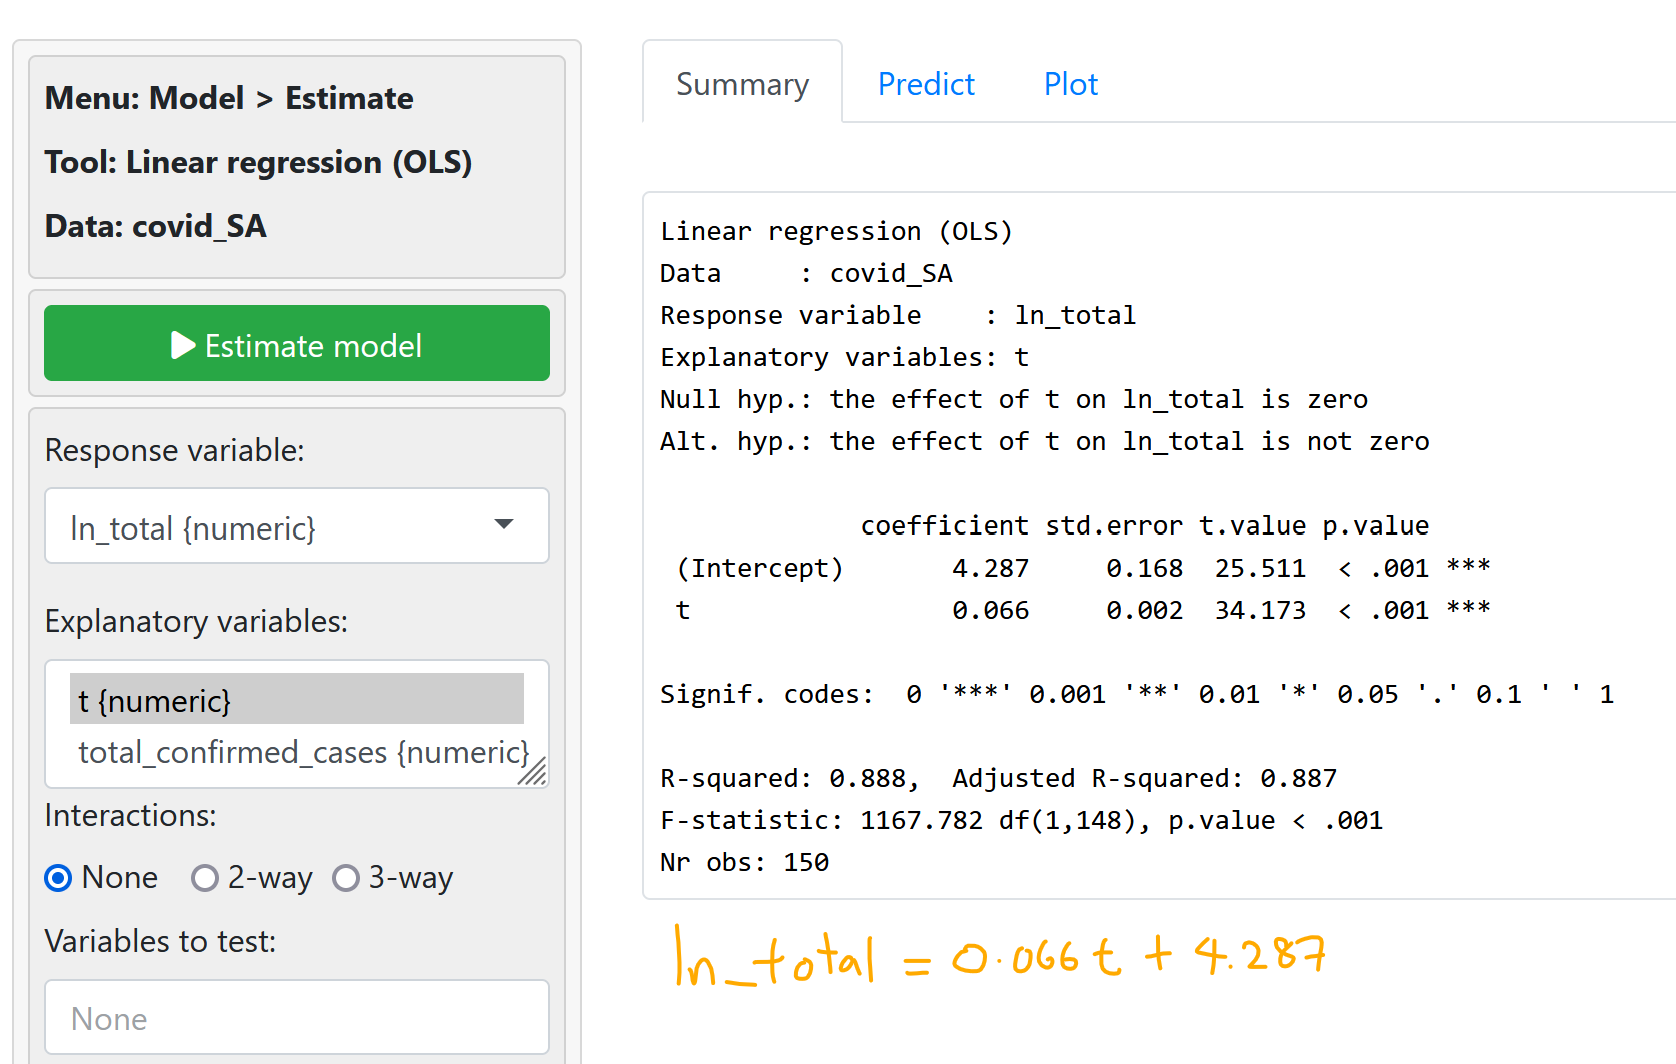 Menu: Model > Estimate
Tool: Linear regression (OLS)
Data: covid_SA
Estimate model
Response variable:
ln_total {numeric}
Explanatory variables:
t {numeric}
total_confirmed_cases {numeric}
Interactions:
None 2-way 3-way
Variables to test:
None
Summary Predict Plot
Linear regression (OLS)
Data     : covid_SA
Response variable    : ln_total
Explanatory variables: t
Null hyp.: the effect of t on ln_total is zero
Alt. hyp.: the effect of t on ln_total is not zero
coefficient std.error t.value p.value
(Intercept)       4.287     0.168  25.511  < .001 ***
t                 0.066     0.002  34.173  < .001 ***
Signif. codes:  0 '***' 0.001 '**' 0.01 '*' 0.05 '.' 0.1 ' ' 1
R-squared: 0.888,  Adjusted R-squared: 0.887
F-statistic: 1167.782 df(1,148), p.value < .001
Nr obs: 150
ln_total = 0.066 t + 4.287